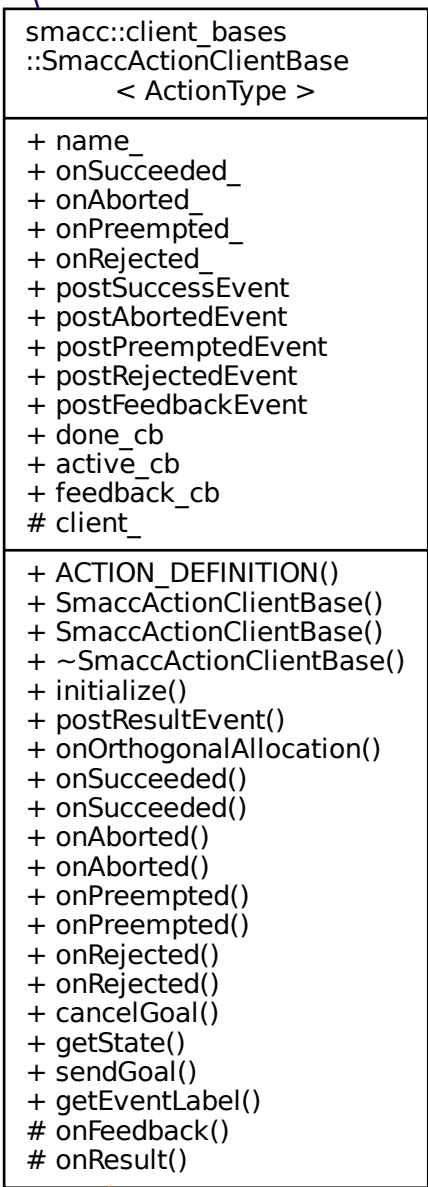 smacc::client_bases
::SmaccActionClientBase
< ActionType >
+ name_
+ onSucceeded_
+ onAborted_
+ onPreempted_
+ onRejected_
+ postSuccessEvent
+ postAbortedEvent
+ postPreemptedEvent
+ postRejectedEvent
+ postFeedbackEvent
+ done_cb
+ active_cb
+ feedback_cb
# client_
+ ACTION_DEFINITION()
+ SmaccActionClientBase()
+ SmaccActionClientBase()
+ ~SmaccActionClientBase()
+ initialize()
+ postResultEvent()
+ onOrthogonalAllocation()
+ onSucceeded()
+ onSucceeded()
+ onAborted()
+ onAborted()
+ onPreempted()
+ onPreempted()
+ onRejected()
+ onRejected()
+ cancelGoal()
+ getState()
+ sendGoal()
+ getEventLabel()
# onFeedback()
# onResult()